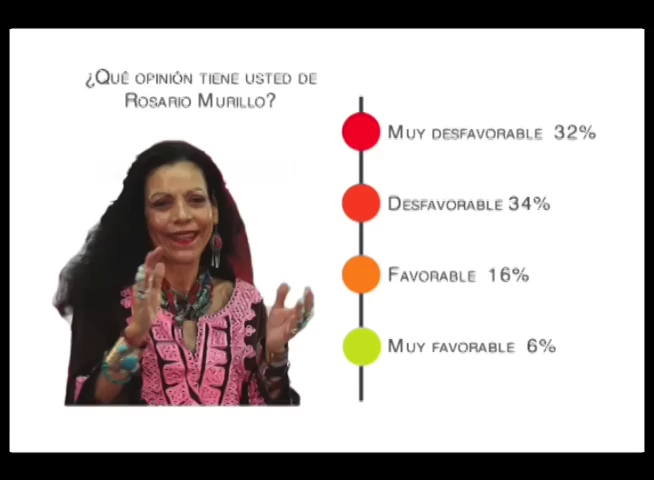 ¿Qué opinión tiene usted de
Rosario Murillo?
Muy desfavorable 32%
Desfavorable 34%
Favorable 16%
Muy favorable 6%